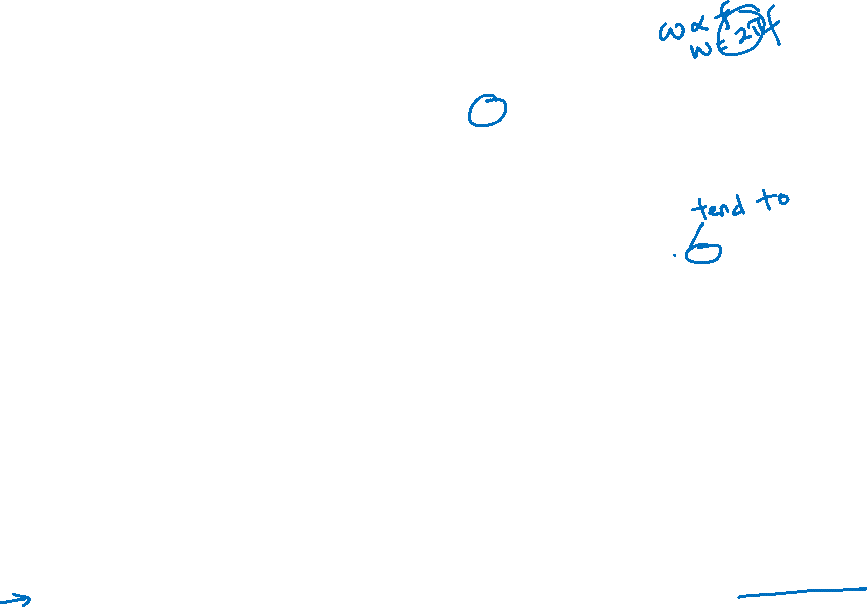 ω ∝ f
w = 2πf
tend to